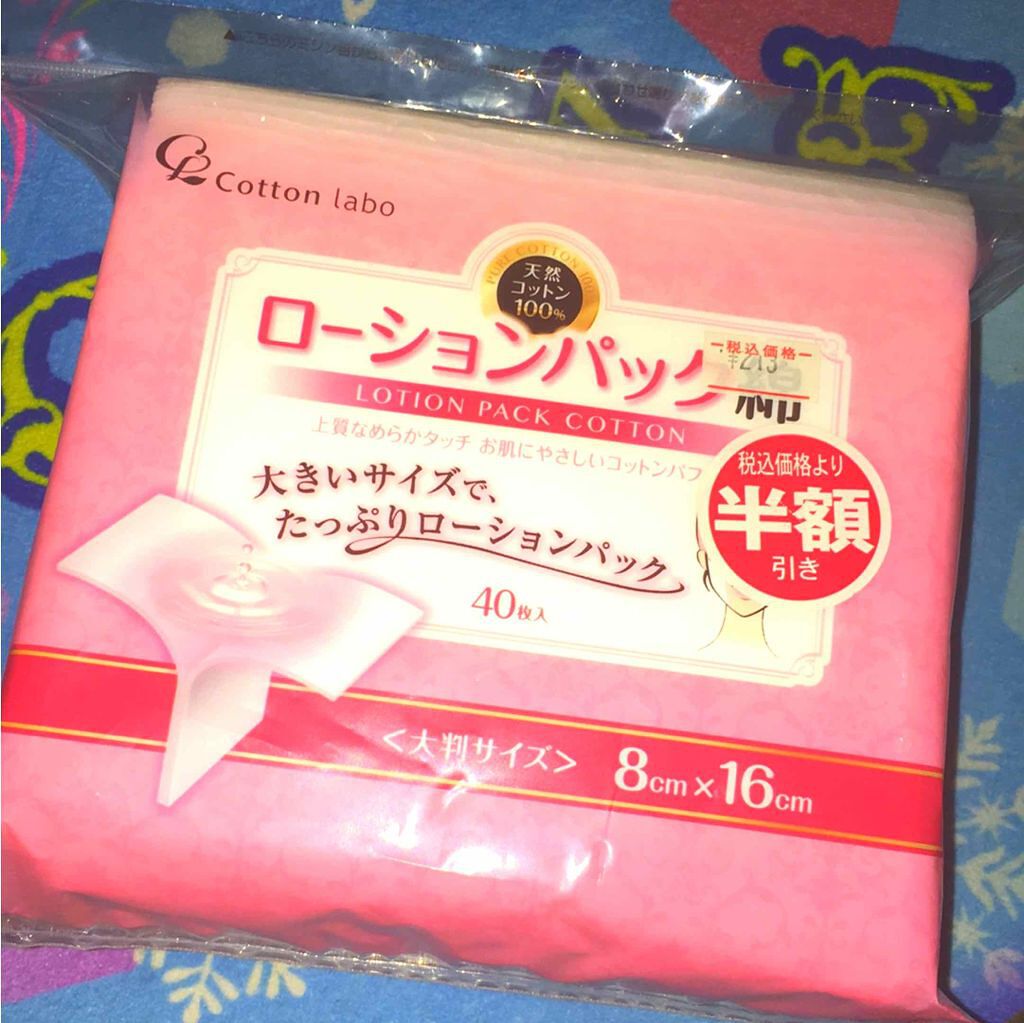 Cotton labo
PURE COTTON 100%
天然
コットン
100%
ローションパック
綿
税込価格
¥213
LOTION PACK COTTON
上質なめらかタッチ お肌にやさしいコットンパフ
税込価格より
半額
引き
大きいサイズで、
たっぷりローションパック
40枚入
<大判サイズ> 8cm×16cm